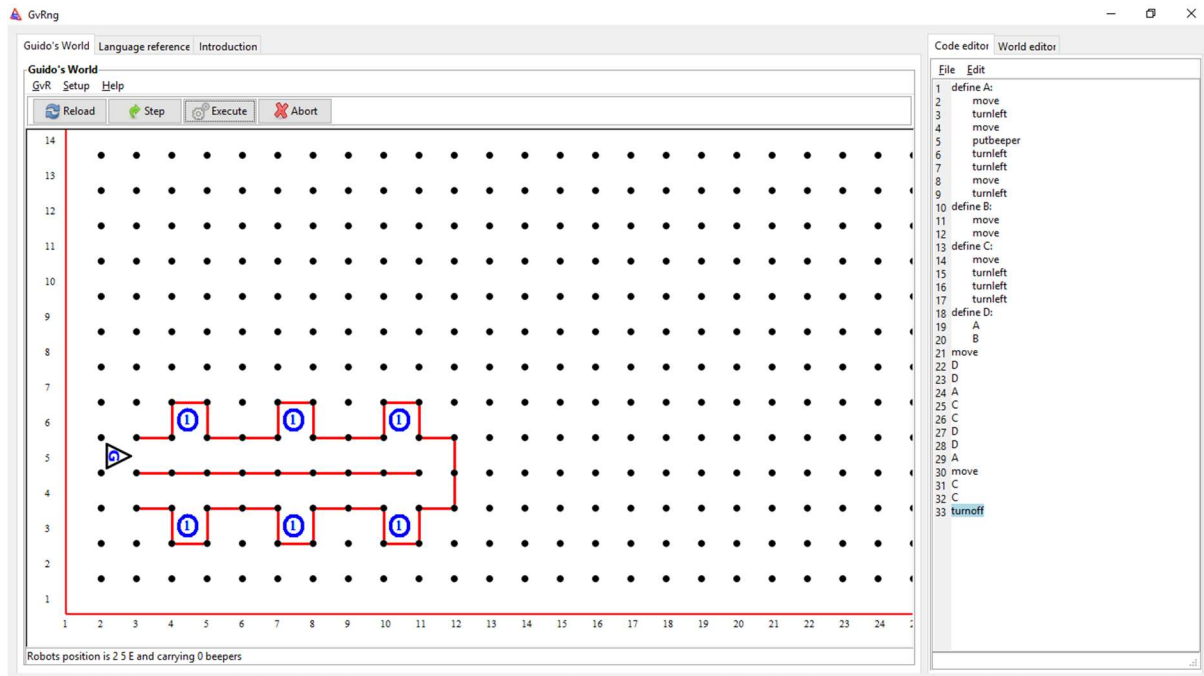 GvRng
Guido's World Language reference Introduction
Guido's World
GvR Setup Help
Reload Step Execute Abort
14
13
12
11
10
9
8
7
6
5
4
3
2
1
1 1 1
G
1 1 1
1 2 3 4 5 6 7 8 9 10 11 12 13 14 15 16 17 18 19 20 21 22 23 24
Robots position is 2 5 E and carrying 0 beepers
Code editor World editor
File Edit
1 define A:
2 move
3 turnleft
4 move
5 putbeeper
6 turnleft
7 turnleft
8 move
9 turnleft
10 define B:
11 move
12 move
13 define C:
14 move
15 turnleft
16 turnleft
17 turnleft
18 define D:
19 A
20 B
21 move
22 D
23 D
24 A
25 C
26 C
27 D
28 D
29 A
30 move
31 C
32 C
33 turnoff